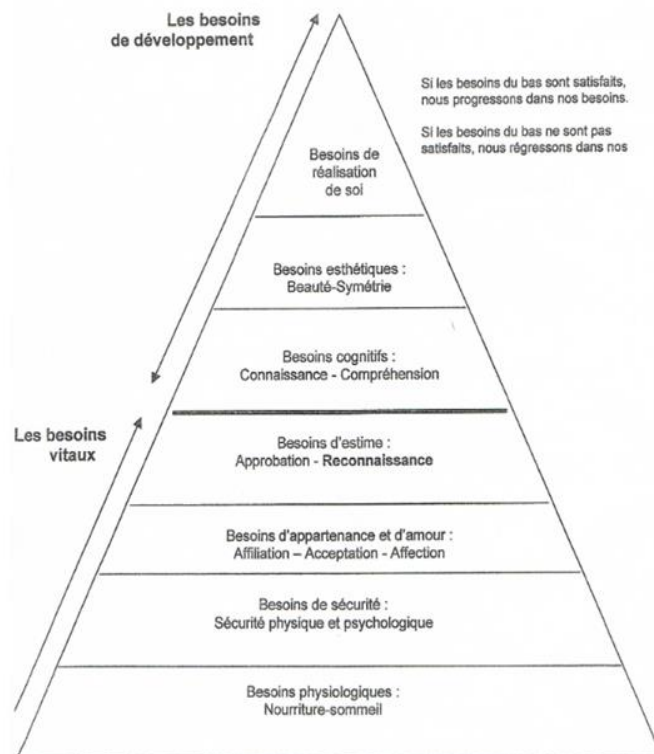 Les besoins
de développement
Si les besoins du bas sont satisfaits,
nous progressons dans nos besoins.
Si les besoins du bas ne sont pas
satisfaits, nous régressons dans nos
Besoins de
réalisation
de soi
Besoins esthétiques :
Beauté-Symétrie
Besoins cognitifs :
Connaissance - Compréhension
Les besoins
vitaux
Besoins d'estime :
Approbation - Reconnaissance
Besoins d'appartenance et d'amour :
Affiliation – Acceptation - Affection
Besoins de sécurité :
Sécurité physique et psychologique
Besoins physiologiques :
Nourriture-sommeil